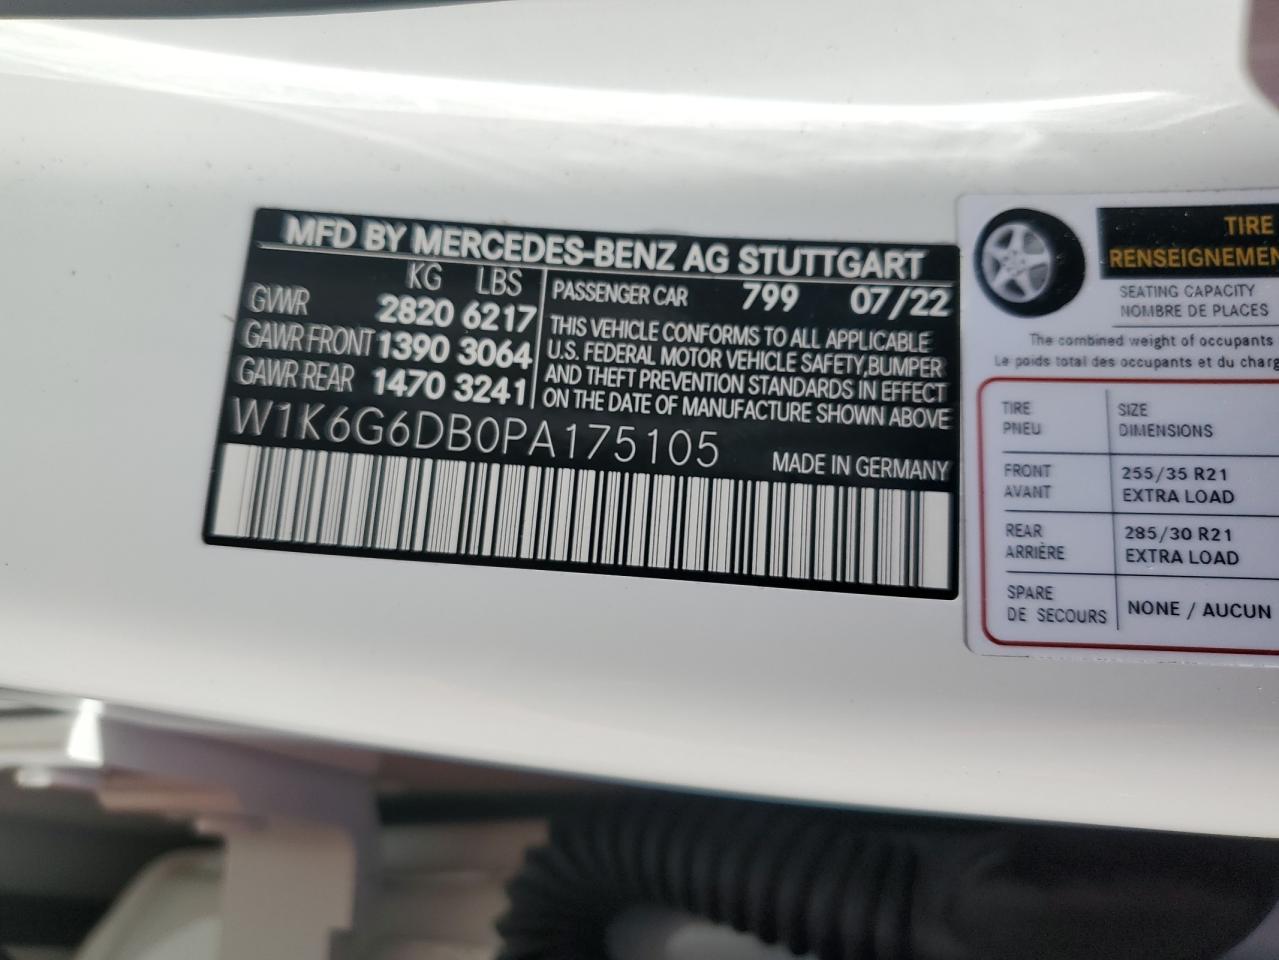 MFD BY MERCEDES-BENZ AG STUTTGART
KG LBS
GVWR 2820 6217
GAWR FRONT 1390 3064
GAWR REAR 1470 3241
PASSENGER CAR 799 07/22
THIS VEHICLE CONFORMS TO ALL APPLICABLE
U.S. FEDERAL MOTOR VEHICLE SAFETY,BUMPER
AND THEFT PREVENTION STANDARDS IN EFFECT
ON THE DATE OF MANUFACTURE SHOWN ABOVE
W1K6G6DB0PA175105
MADE IN GERMANY
TIRE
RENSEIGNEMEN
SEATING CAPACITY
NOMBRE DE PLACES
The combined weight of occupants
Le poids total des occupants et du charg
TIRE SIZE
PNEU DIMENSIONS
FRONT 255/35 R21
AVANT EXTRA LOAD
REAR 285/30 R21
ARRIÈRE EXTRA LOAD
SPARE NONE / AUCUN
DE SECOURS